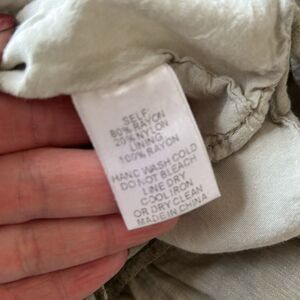 SELF:
80% RAYON
20% NYLON
LINING
100% RAYON
HAND WASH COLD
DO NOT BLEACH
LINE DRY
COOL IRON
OR DRY CLEAN
MADE IN CHINA